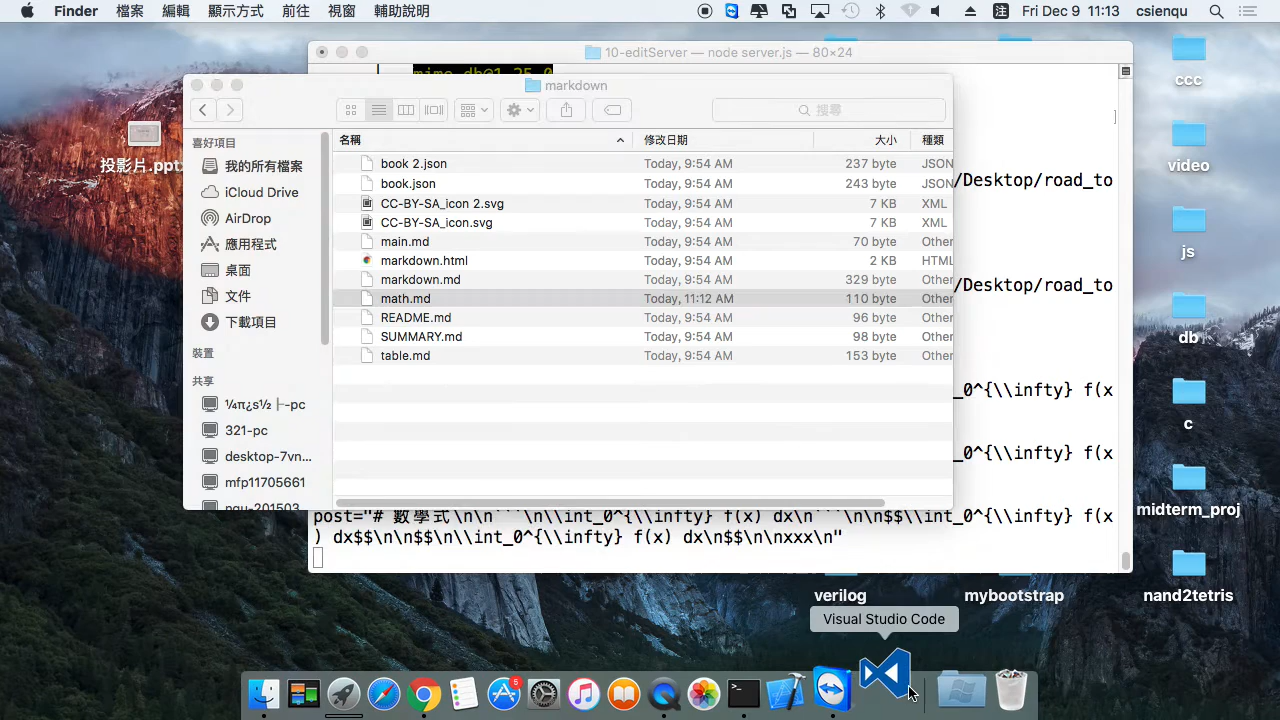 Finder 檔案 編輯 顯示方式 前往 視窗 輔助說明 注 Fri Dec 9 11:13 csienqu
10-editServer — node server.js — 80×24
markdown
搜尋
喜好項目
我的所有檔案
iCloud Drive
AirDrop
應用程式
桌面
文件
下載項目
裝置
共享
321-pc
desktop-7vn...
mfp11705661
名稱 修改日期 大小 種類
book 2.json Today, 9:54 AM 237 byte JSON
book.json Today, 9:54 AM 243 byte JSON
CC-BY-SA_icon 2.svg Today, 9:54 AM 7 KB XML
CC-BY-SA_icon.svg Today, 9:54 AM 7 KB XML
main.md Today, 9:54 AM 70 byte Other
markdown.html Today, 9:54 AM 2 KB HTML
markdown.md Today, 9:54 AM 329 byte Other
math.md Today, 11:12 AM 110 byte Other
README.md Today, 9:54 AM 96 byte Other
SUMMARY.md Today, 9:54 AM 98 byte Other
table.md Today, 9:54 AM 153 byte Other
/Desktop/road_to
/Desktop/road_to
_0^{\\infty} f(x
_0^{\\infty} f(x
post="# 數學式\n\n```\n\\int_0^{\\infty} f(x) dx\n```\n\n$$\\int_0^{\\infty} f(x
) dx$$\n\n$$\n\\int_0^{\\infty} f(x) dx\n$$\n\nxxx\n"
投影片.pptx
ccc
video
js
db
c
midterm_proj
verilog mybootstrap nand2tetris
Visual Studio Code
6